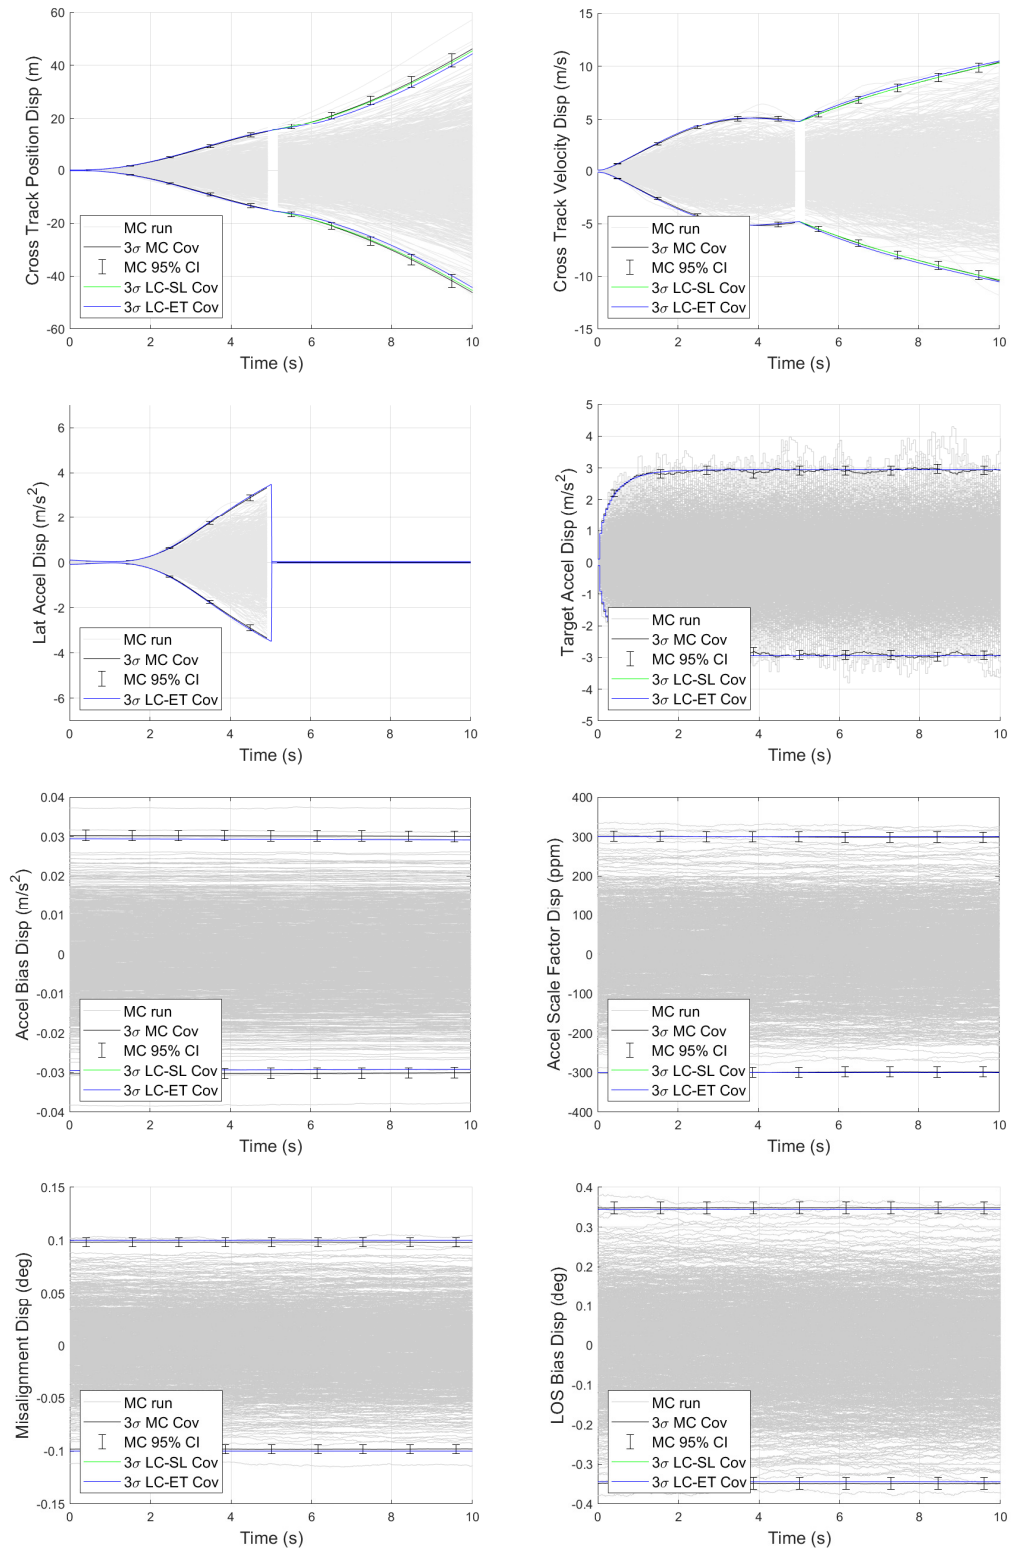 60
40
20
0
-20
-40
-60
Cross Track Position Disp (m)
MC run
3σ MC Cov
MC 95% CI
3σ LC-SL Cov
3σ LC-ET Cov
0 2 4 6 8 10
Time (s)
15
10
5
0
-5
-10
-15
Cross Track Velocity Disp (m/s)
MC run
3σ MC Cov
MC 95% CI
3σ LC-SL Cov
3σ LC-ET Cov
0 2 4 6 8 10
Time (s)
6
4
2
0
-2
-4
-6
Lat Accel Disp (m/s²)
MC run
3σ MC Cov
MC 95% CI
3σ LC-ET Cov
0 2 4 6 8 10
Time (s)
5
4
3
2
1
0
-1
-2
-3
-4
-5
Target Accel Disp (m/s²)
MC run
3σ MC Cov
MC 95% CI
3σ LC-SL Cov
3σ LC-ET Cov
0 2 4 6 8 10
Time (s)
0.04
0.03
0.02
0.01
0
-0.01
-0.02
-0.03
-0.04
Accel Bias Disp (m/s²)
MC run
3σ MC Cov
MC 95% CI
3σ LC-SL Cov
3σ LC-ET Cov
0 2 4 6 8 10
Time (s)
400
300
200
100
0
-100
-200
-300
-400
Accel Scale Factor Disp (ppm)
MC run
3σ MC Cov
MC 95% CI
3σ LC-SL Cov
3σ LC-ET Cov
0 2 4 6 8 10
Time (s)
0.15
0.1
0.05
0
-0.05
-0.1
-0.15
Misalignment Disp (deg)
MC run
3σ MC Cov
MC 95% CI
3σ LC-SL Cov
3σ LC-ET Cov
0 2 4 6 8 10
Time (s)
0.4
0.3
0.2
0.1
0
-0.1
-0.2
-0.3
-0.4
LOS Bias Disp (deg)
MC run
3σ MC Cov
MC 95% CI
3σ LC-SL Cov
3σ LC-ET Cov
0 2 4 6 8 10
Time (s)